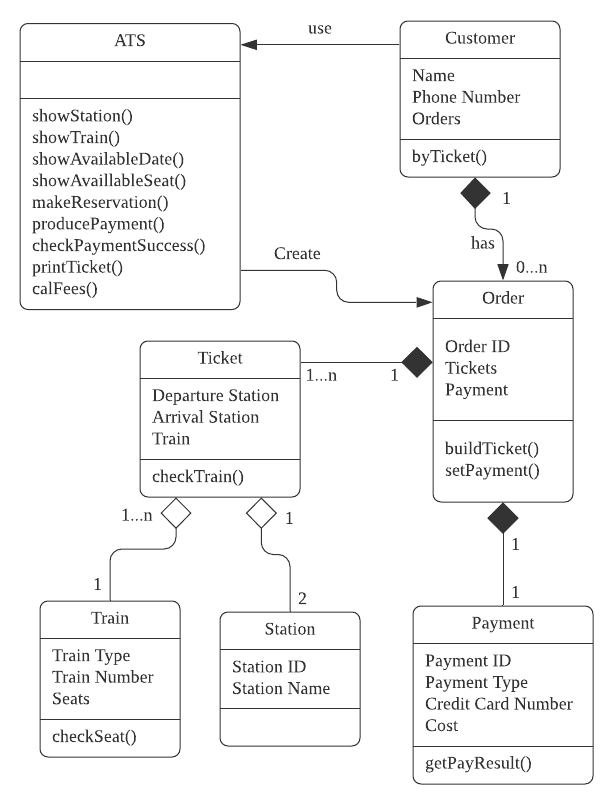 ATS
showStation()
showTrain()
showAvailableDate()
showAvaillableSeat()
makeReservation()
producePayment()
checkPaymentSuccess()
printTicket()
calFees()
use
Customer
Name
Phone Number
Orders
byTicket()
1
has
0...n
Create
Order
Order ID
Tickets
Payment
buildTicket()
setPayment()
Ticket
Departure Station
Arrival Station
Train
checkTrain()
1...n
1
1...n
1
1
2
1
1
Train
Train Type
Train Number
Seats
checkSeat()
Station
Station ID
Station Name
Payment
Payment ID
Payment Type
Credit Card Number
Cost
getPayResult()